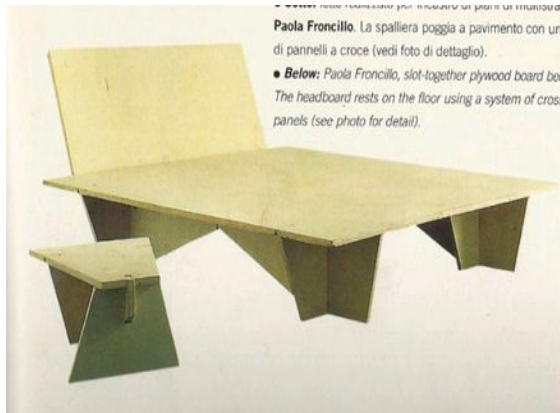 di multistra
Paola Froncillo. La spalliera poggia a pavimento con un
di pannelli a croce (vedi foto di dettaglio).
• Below: Paola Froncillo, slot-together plywood board be
The headboard rests on the floor using a system of cros
panels (see photo for detail).